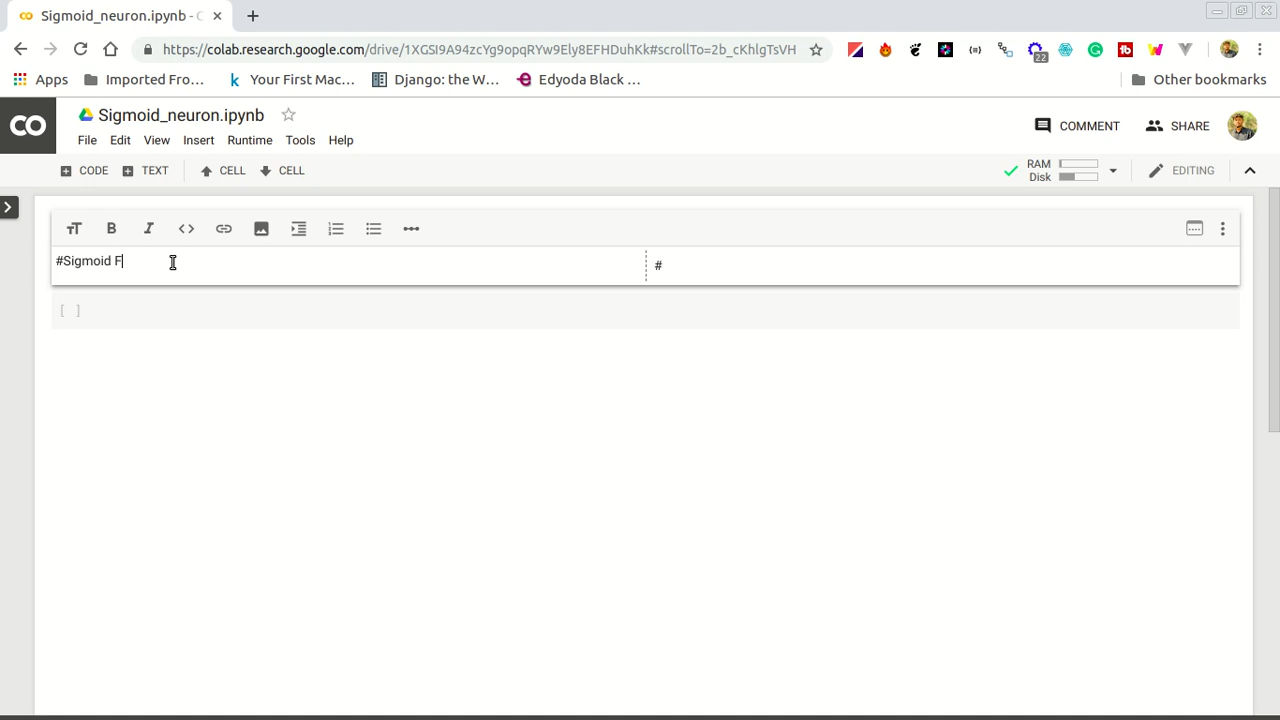 Sigmoid_neuron.ipynb - C
https://colab.research.google.com/drive/1XGSI9A94zcYg9opqRYw9Ely8EFHDuhKk#scrollTo=2b_cKhlgTsVH
22
Apps Imported Fro... Your First Mac... Django: the W... Edyoda Black ... Other bookmarks
CO Sigmoid_neuron.ipynb
COMMENT SHARE
File Edit View Insert Runtime Tools Help
CODE TEXT CELL CELL RAM
Disk EDITING
#Sigmoid F #
[ ]